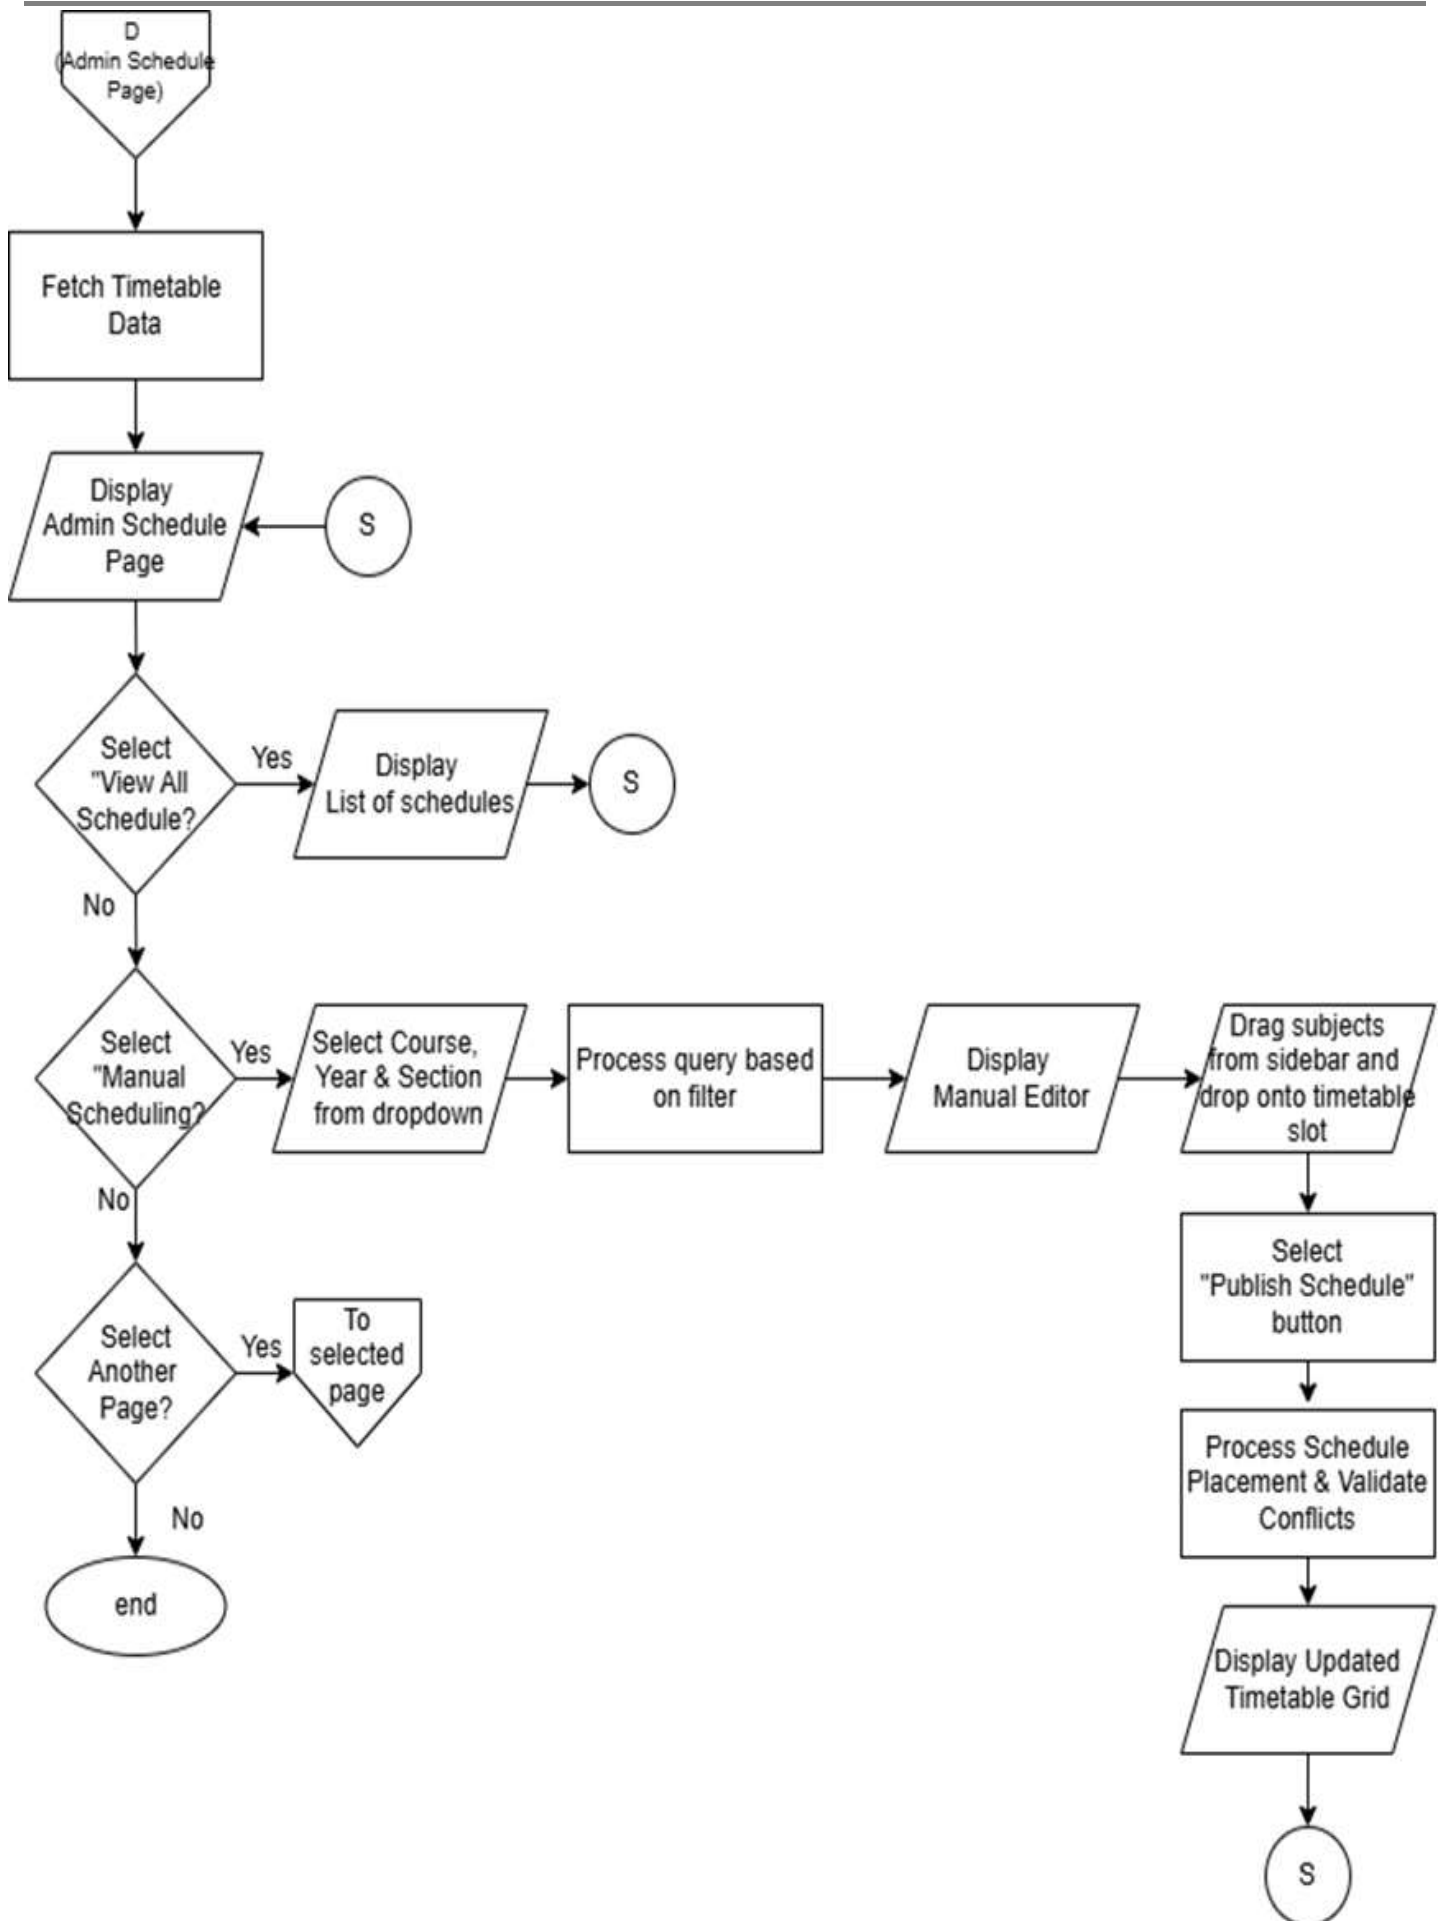 D
(Admin Schedule
Page)
Fetch Timetable
Data
Display
Admin Schedule
Page
S
Select
"View All
Schedule?
Yes
Display
List of schedules
S
No
Select
"Manual
Scheduling?
Yes
Select Course,
Year & Section
from dropdown
Process query based
on filter
Display
Manual Editor
Drag subjects
from sidebar and
drop onto timetable
slot
No
Select
"Publish Schedule"
button
Select
Another
Page?
Yes
To
selected
page
Process Schedule
Placement & Validate
Conflicts
No
end
Display Updated
Timetable Grid
S